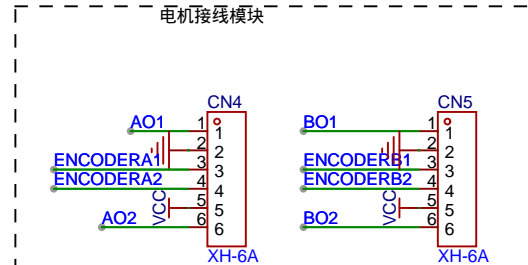 电机接线模块
CN4
CN5
AO1 1 1
BO1 1 1
2 2
2 2
ENCODERA1 3 3
ENCODERB1 3 3
ENCODERA2 4 4
ENCODERB2 4 4
VCC 5 5
VCC 5 5
AO2 6 6
BO2 6 6
XH-6A
XH-6A